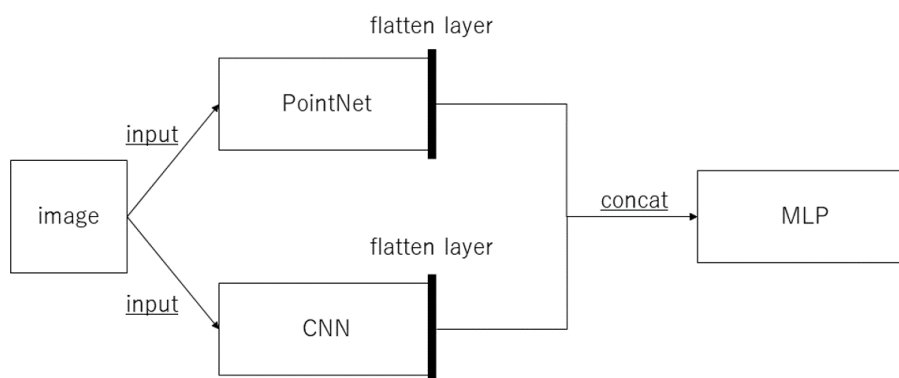 flatten layer
PointNet
input
image
concat
MLP
flatten layer
input
CNN